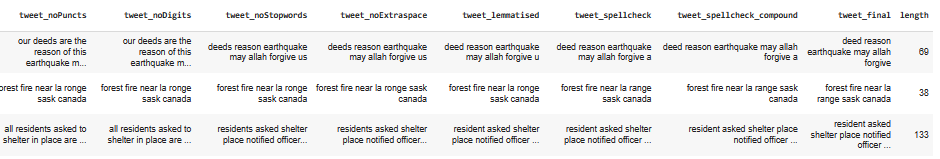 tweet_noPuncts tweet_noDigits tweet_noStopwords tweet_noExtraspace tweet_lemmatised tweet_spellcheck tweet_spellcheck_compound tweet_final length
our deeds are the
reason of this
earthquake m...
our deeds are the
reason of this
earthquake m...
deeds reason earthquake
may allah forgive us
deeds reason earthquake
may allah forgive us
deed reason earthquake
may allah forgive u
deed reason earthquake
may allah forgive a
deed reason earthquake may allah
forgive a
deed reason
earthquake may allah
forgive
69
orest fire near la ronge
sask canada
forest fire near la ronge
sask canada
forest fire near la ronge
sask canada
forest fire near la ronge sask
canada
forest fire near la ronge
sask canada
forest fire near la range
sask canada
forest fire near la range sask
canada
forest fire near la
range sask canada
38
all residents asked to
shelter in place are ...
all residents asked to
shelter in place are ...
residents asked shelter
place notified officer...
residents asked shelter
place notified officer...
resident asked shelter
place notified officer ...
resident asked shelter
place notified officer ...
resident asked shelter place
notified officer ...
resident asked
shelter place notified
officer ...
133